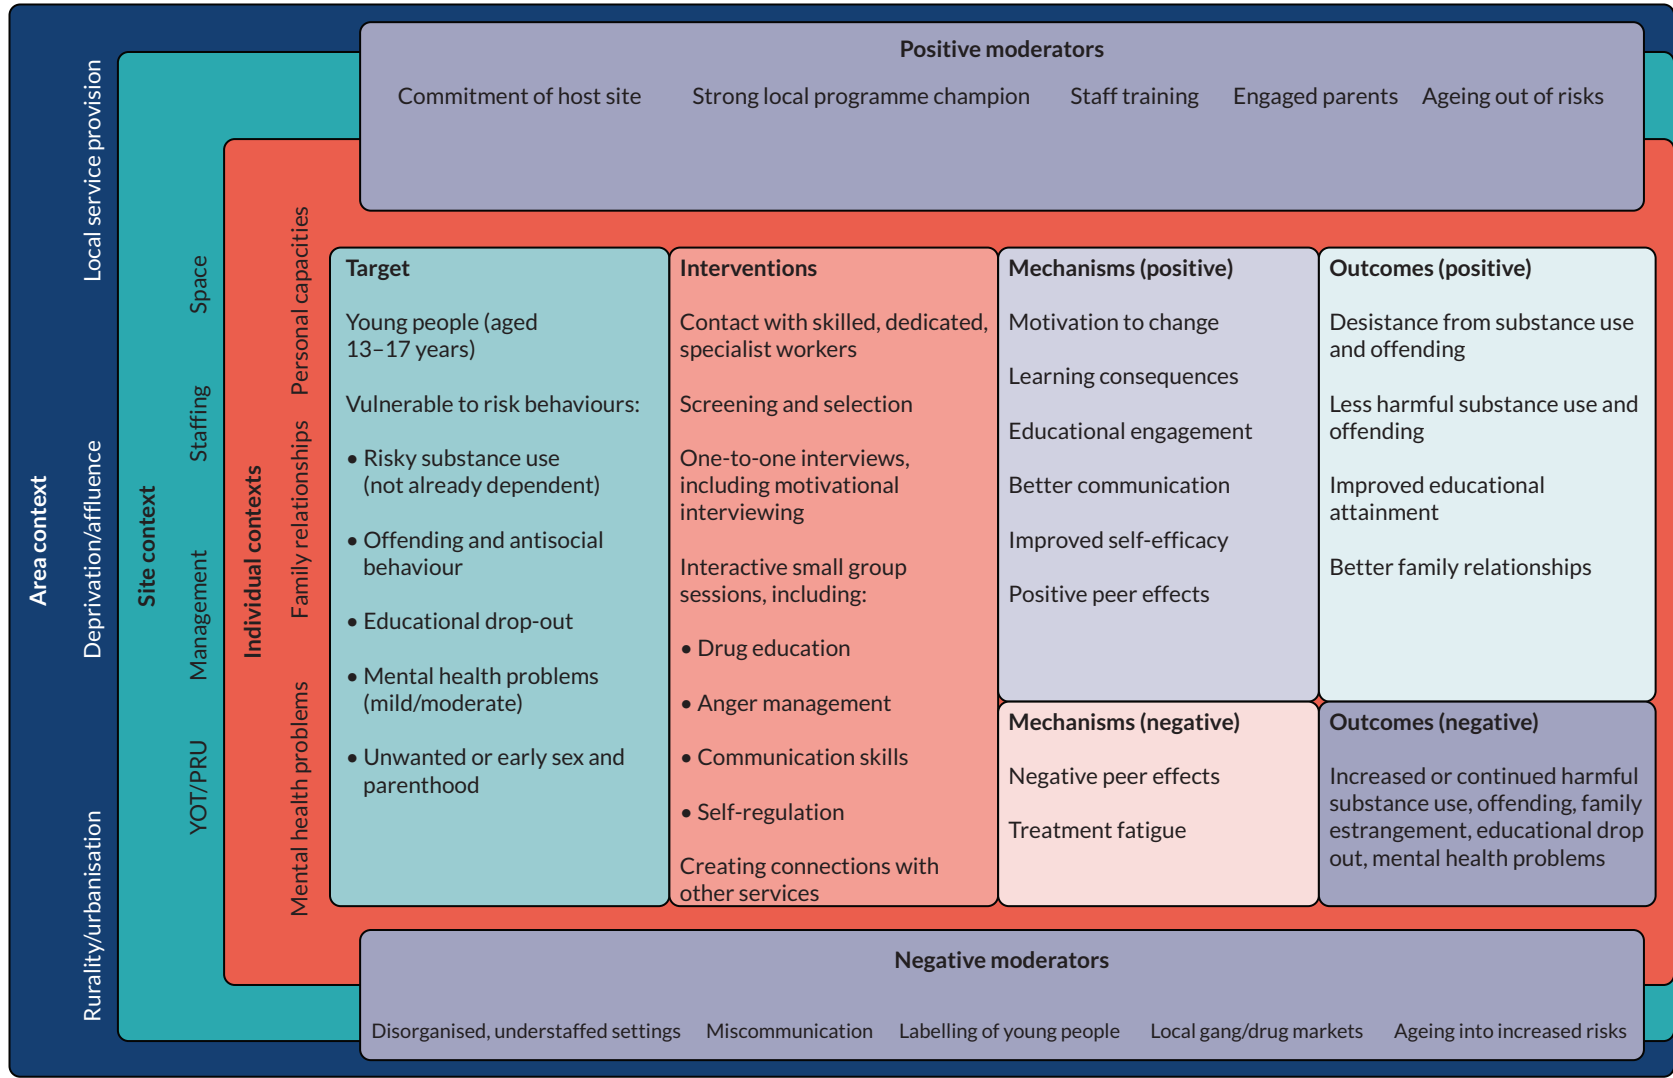 Positive moderators
Commitment of host site
Strong local programme champion
Staff training
Engaged parents
Ageing out of risks
Area context
Local service provision
Deprivation/affluence
Rurality/urbanisation
Site context
Space
Staffing
Management
YOT/PRU
Individual contexts
Personal capacities
Family relationships
Mental health problems
Target
Young people (aged
13–17 years)
Vulnerable to risk behaviours:
• Risky substance use
(not already dependent)
• Offending and antisocial
behaviour
• Educational drop-out
• Mental health problems
(mild/moderate)
• Unwanted or early sex and
parenthood
Interventions
Contact with skilled, dedicated,
specialist workers
Screening and selection
One-to-one interviews,
including motivational
interviewing
Interactive small group
sessions, including:
• Drug education
• Anger management
• Communication skills
• Self-regulation
Creating connections with
other services
Mechanisms (positive)
Motivation to change
Learning consequences
Educational engagement
Better communication
Improved self-efficacy
Positive peer effects
Mechanisms (negative)
Negative peer effects
Treatment fatigue
Outcomes (positive)
Desistance from substance use
and offending
Less harmful substance use and
offending
Improved educational
attainment
Better family relationships
Outcomes (negative)
Increased or continued harmful
substance use, offending, family
estrangement, educational drop
out, mental health problems
Negative moderators
Disorganised, understaffed settings
Miscommunication
Labelling of young people
Local gang/drug markets
Ageing into increased risks